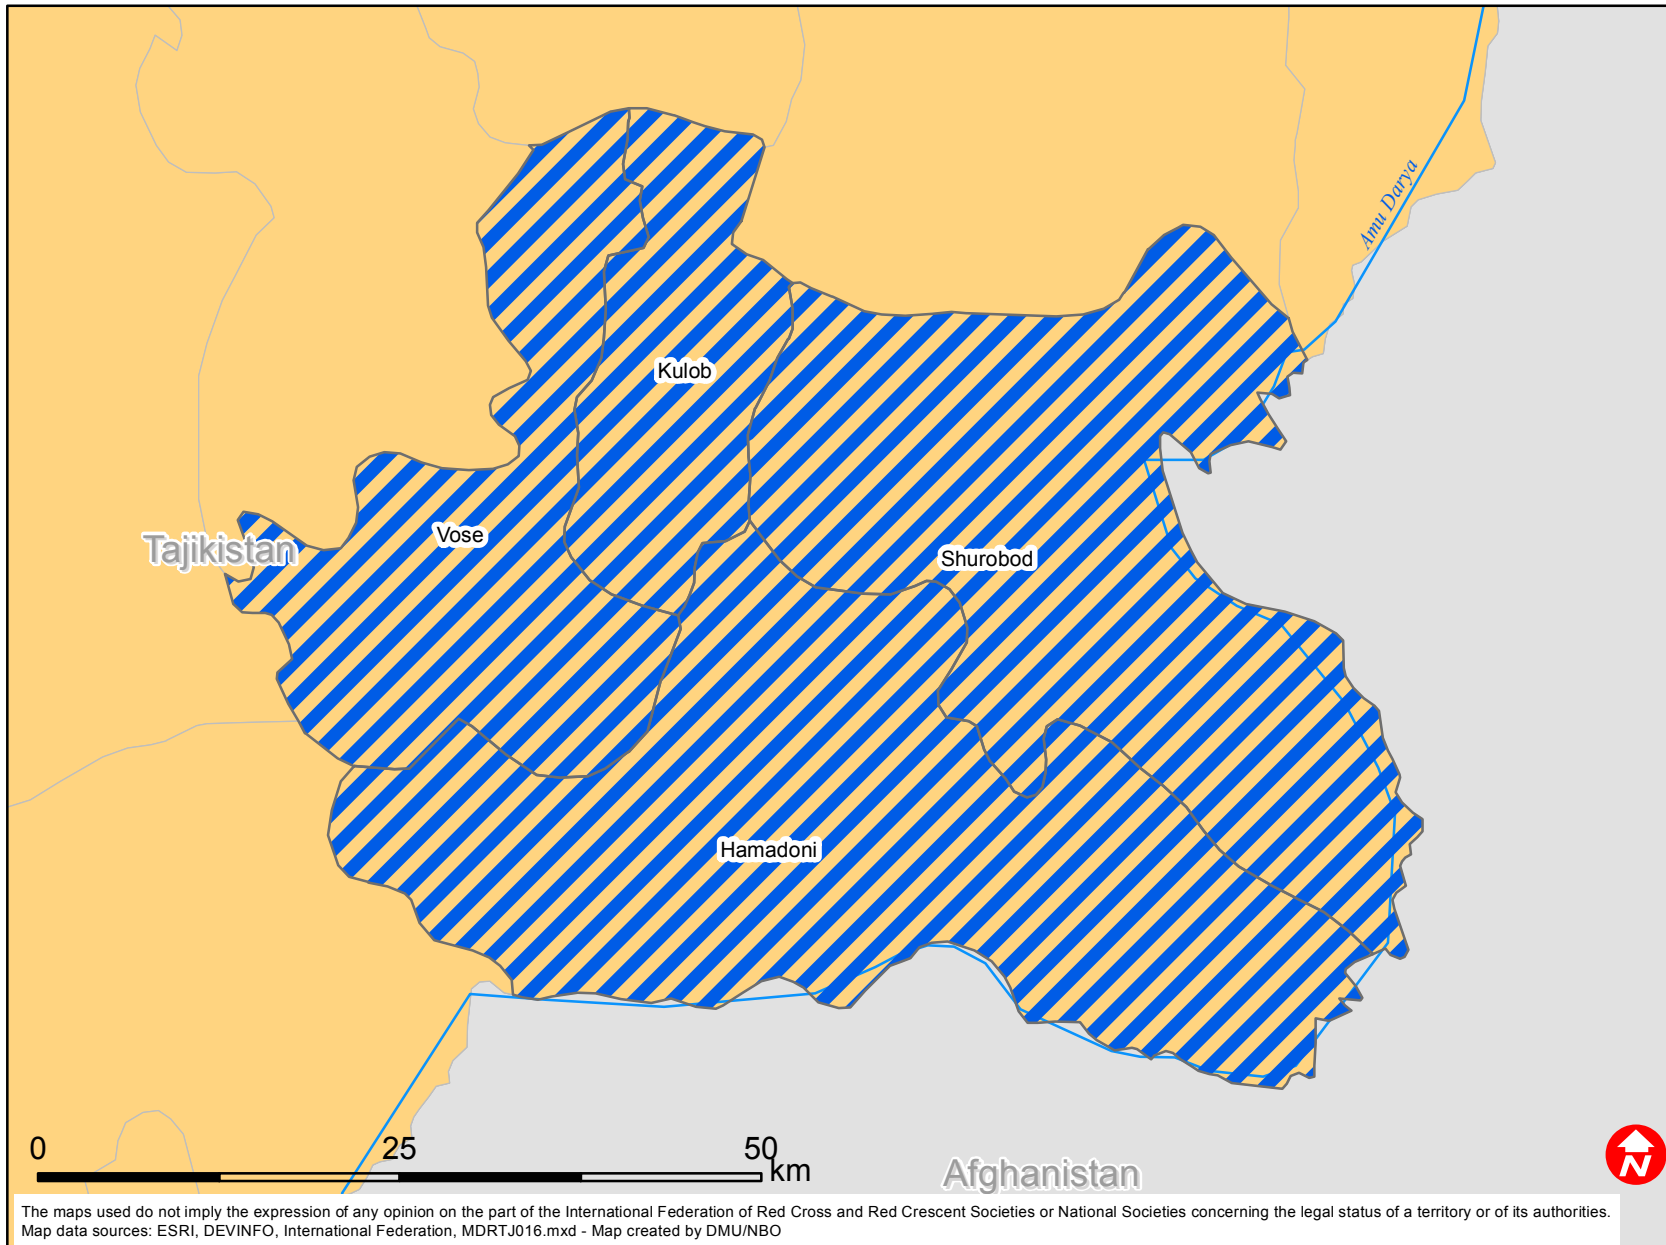 Amu Darya
Kulob
Vose
Tajikistan
Shurobod
Hamadoni
0 25 50
km
Afghanistan
N
The maps used do not imply the expression of any opinion on the part of the International Federation of Red Cross and Red Crescent Societies or National Societies concerning the legal status of a territory or of its authorities.
Map data sources: ESRI, DEVINFO, International Federation, MDRTJ016.mxd - Map created by DMU/NBO